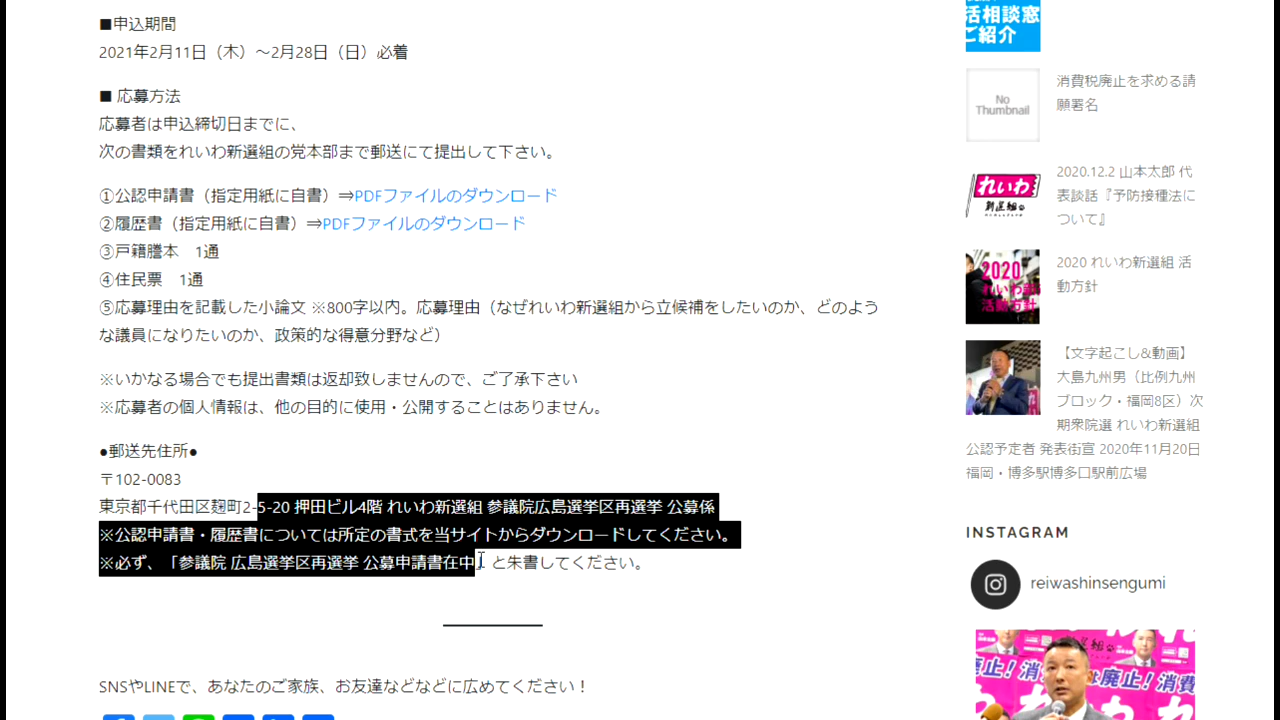 ■申込期間
2021年2月11日（木）～2月28日（日）必着
■ 応募方法
応募者は申込締切日までに、
次の書類をれいわ新選組の党本部まで郵送にて提出して下さい。
①公認申請書（指定用紙に自書）⇒PDFファイルのダウンロード
②履歴書（指定用紙に自書）⇒PDFファイルのダウンロード
③戸籍謄本　1通
④住民票　1通
⑤応募理由を記載した小論文 ※800字以内。応募理由（なぜれいわ新選組から立候補をしたいのか、どのよう
な議員になりたいのか、政策的な得意分野など）
※いかなる場合でも提出書類は返却致しませんので、ご了承下さい
※応募者の個人情報は、他の目的に使用・公開することはありません。
●郵送先住所●
〒102-0083
東京都千代田区麹町2-5-20 押田ビル4階 れいわ新選組 参議院広島選挙区再選挙 公募係
※公認申請書・履歴書については所定の書式を当サイトからダウンロードしてください。
※必ず、「参議院 広島選挙区再選挙 公募申請書在中」と朱書してください。
SNSやLINEで、あなたのご家族、お友達などなどに広めてください！
活相談窓
ご紹介
No
Thumbnail
消費税廃止を求める請
願署名
れいわ
新選組
2020.12.2 山本太郎 代
表談話『予防接種法に
ついて』
2020
れいわ新
活動方針
2020 れいわ新選組 活
動方針
【文字起こし&動画】
大島九州男（比例九州
ブロック・福岡8区）次
期衆院選 れいわ新選組
公認予定者 発表街宣 2020年11月20日
福岡・博多駅博多口駅前広場
INSTAGRAM
reiwashinsengumi
新選組
廃止！消費
は廃止！消費